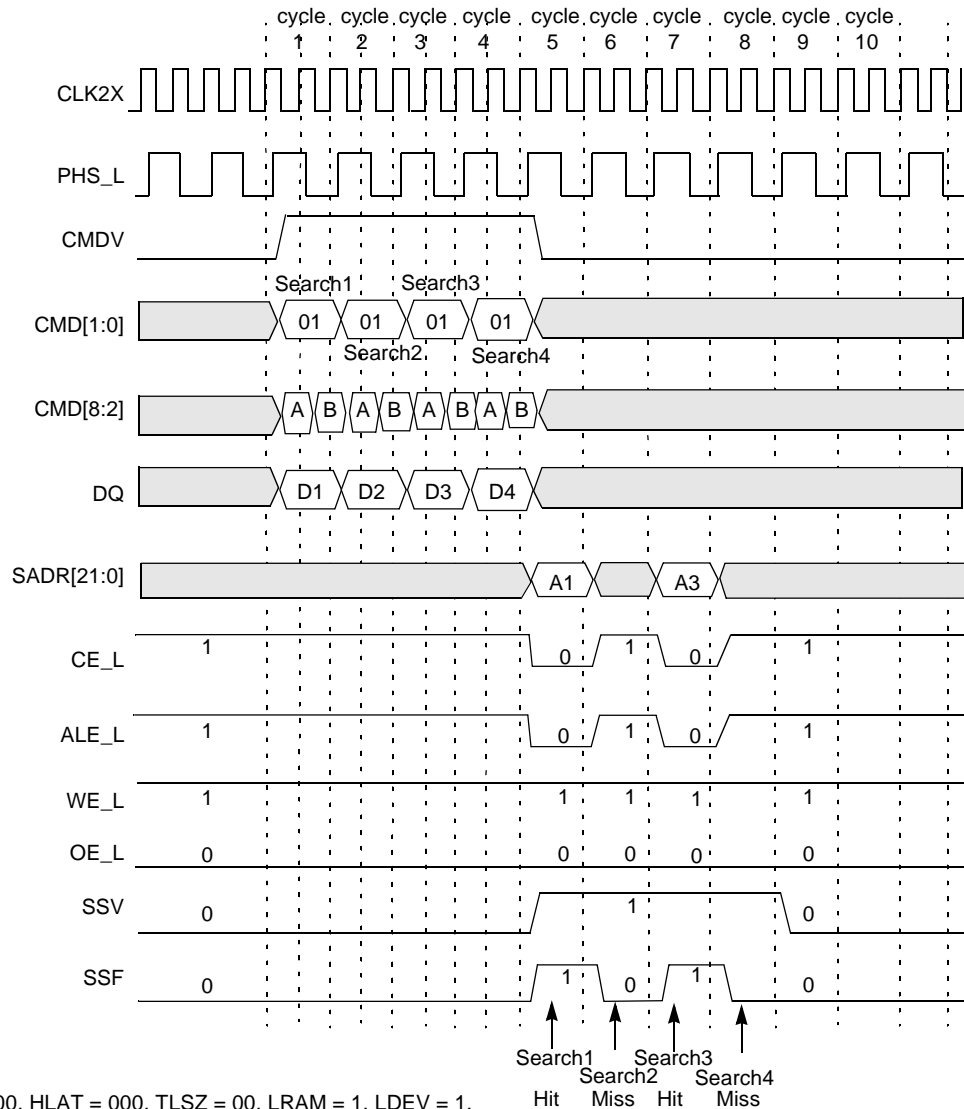 cycle cycle cycle cycle cycle cycle cycle cycle cycle cycle
1 2 3 4 5 6 7 8 9 10
CLK2X
PHS_L
CMDV
Search1 Search3
CMD[1:0] 01 01 01 01
Search2 Search4
CMD[8:2] A B A B A B A B
DQ D1 D2 D3 D4
SADR[21:0] A1 A3
CE_L 1 0 1 0 1
ALE_L 1 0 1 0 1
WE_L 1 1 1 1 1
OE_L 0 0 0 0 0
SSV 0 1 0
SSF 0 1 0 1 0
Search1 Search3
Search2 Search4
Hit Miss Hit Miss
00, HLAT = 000, TLSZ = 00, LRAM = 1, LDEV = 1.